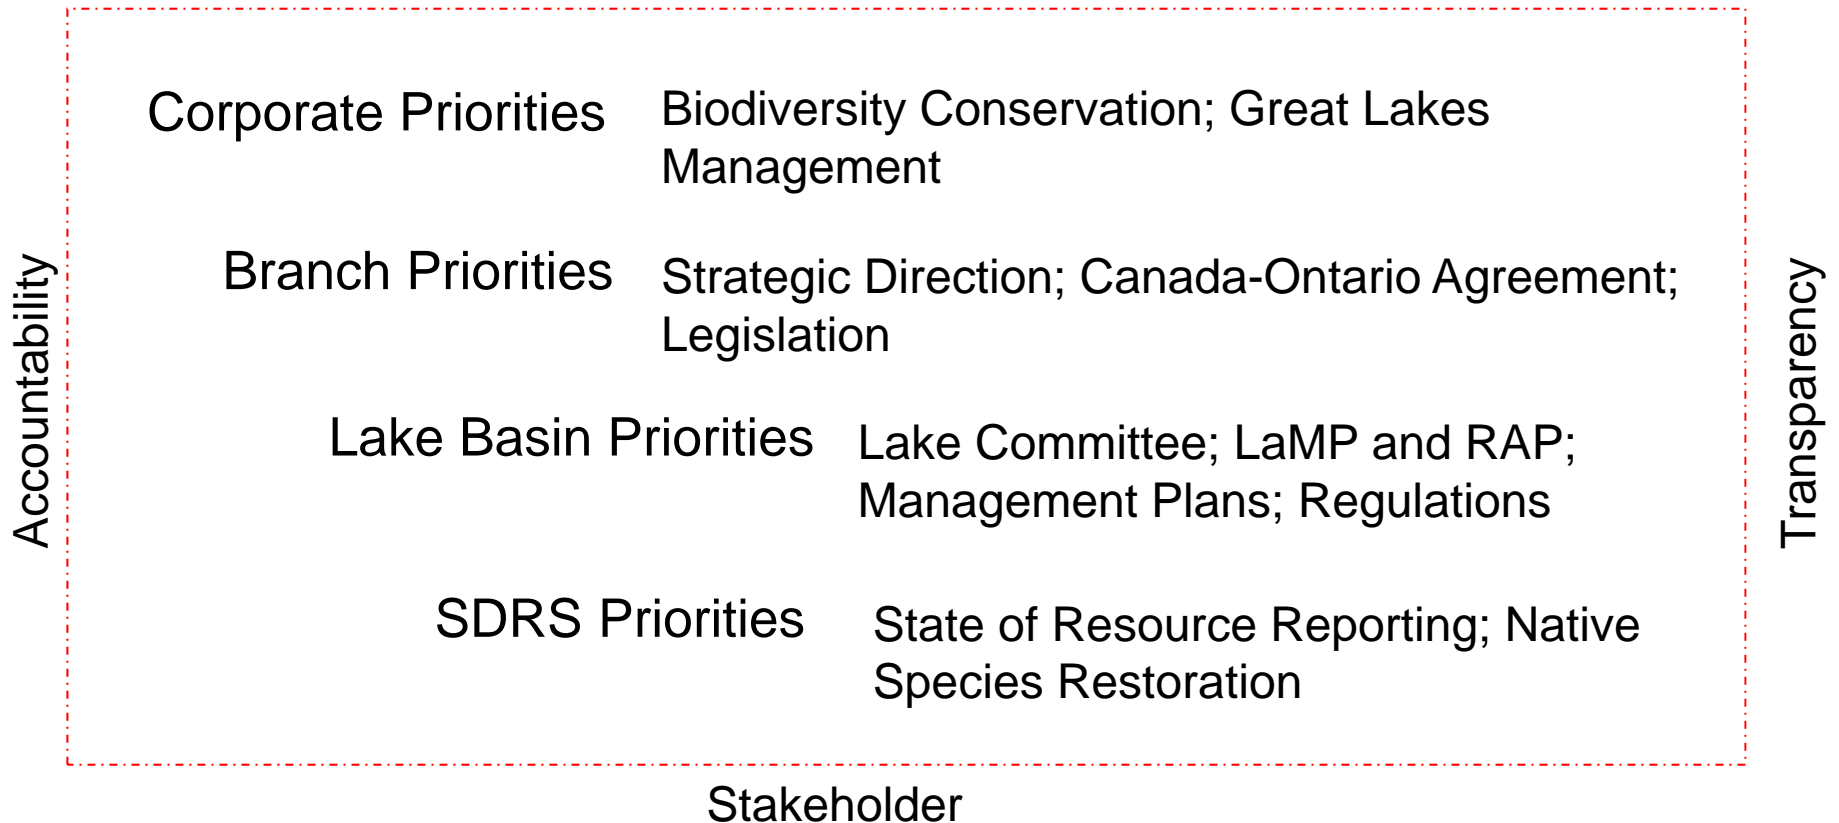 Corporate Priorities
Biodiversity Conservation; Great Lakes
Management
Branch Priorities
Strategic Direction; Canada-Ontario Agreement;
Legislation
Lake Basin Priorities
Lake Committee; LaMP and RAP;
Management Plans; Regulations
SDRS Priorities
State of Resource Reporting; Native
Species Restoration
Accountability
Transparency
Stakeholder